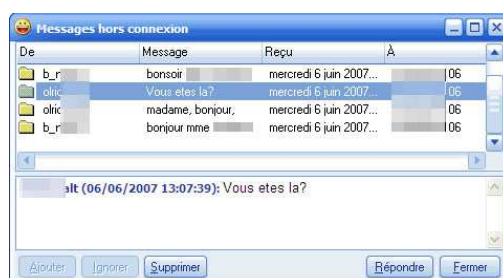 Messages hors connexion
De Message Reçu À
b_r bonsoir mercredi 6 juin 2007... 06
olric Vous etes la? mercredi 6 juin 2007... 06
olric madame, bonjour, mercredi 6 juin 2007... 06
b_r bonjour mme mercredi 6 juin 2007... 06
alt (06/06/2007 13:07:39): Vous etes la?
Ajouter Ignorer Supprimer Répondre Fermer